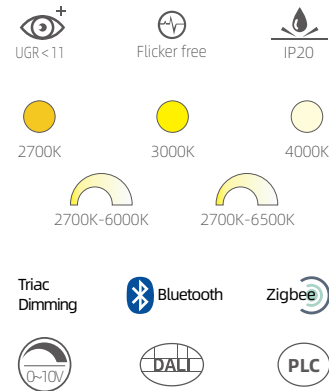 UGR<11
Flicker free
IP20
2700K
3000K
4000K
2700K-6000K
2700K-6500K
Triac
Dimming
Bluetooth
Zigbee
0~10V
DALI
PLC